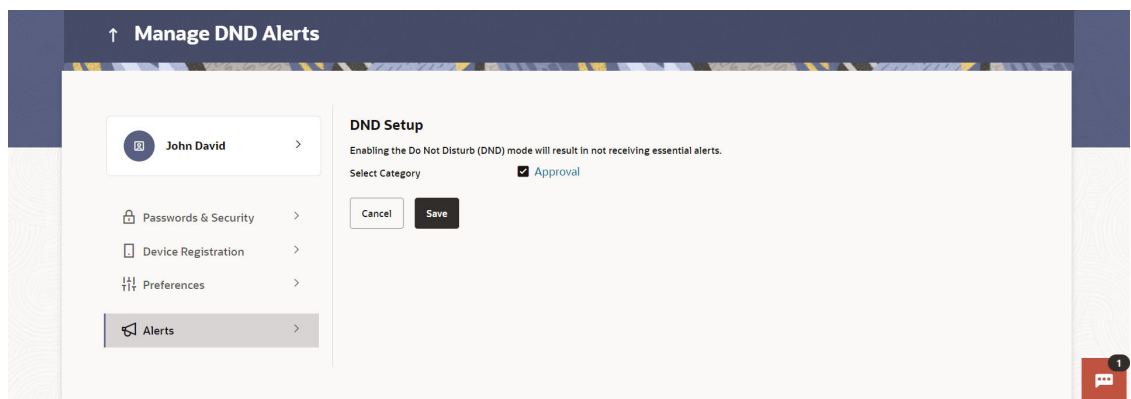 ↑ Manage DND Alerts
John David
Passwords & Security
Device Registration
Preferences
Alerts
DND Setup
Enabling the Do Not Disturb (DND) mode will result in not receiving essential alerts.
Select Category Approval
Cancel Save
1